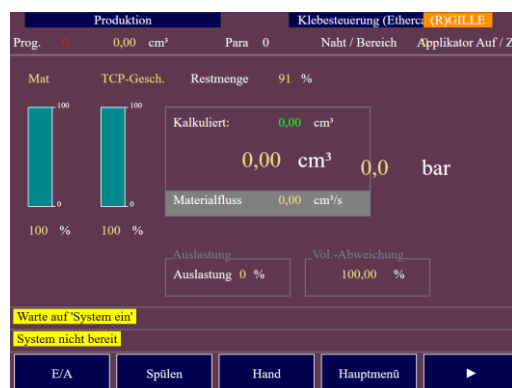 Produktion Klebesteuerung (Etherca (R)GILLE
Prog. 0 0,00 cm³ Para 0 Naht / Bereich Applikator Auf / Z
Mat TCP-Gesch. Restmenge 91 %
100 100
Kalkuliert: 0,00 cm³
0,00 cm³ 0,0 bar
Materialfluss 0,00 cm³/s
0 0
100 % 100 %
Auslastung Vol.-Abweichung
Auslastung 0 % 100,00 %
Warte auf 'System ein'
System nicht bereit
E/A Spülen Hand Hauptmenü ►